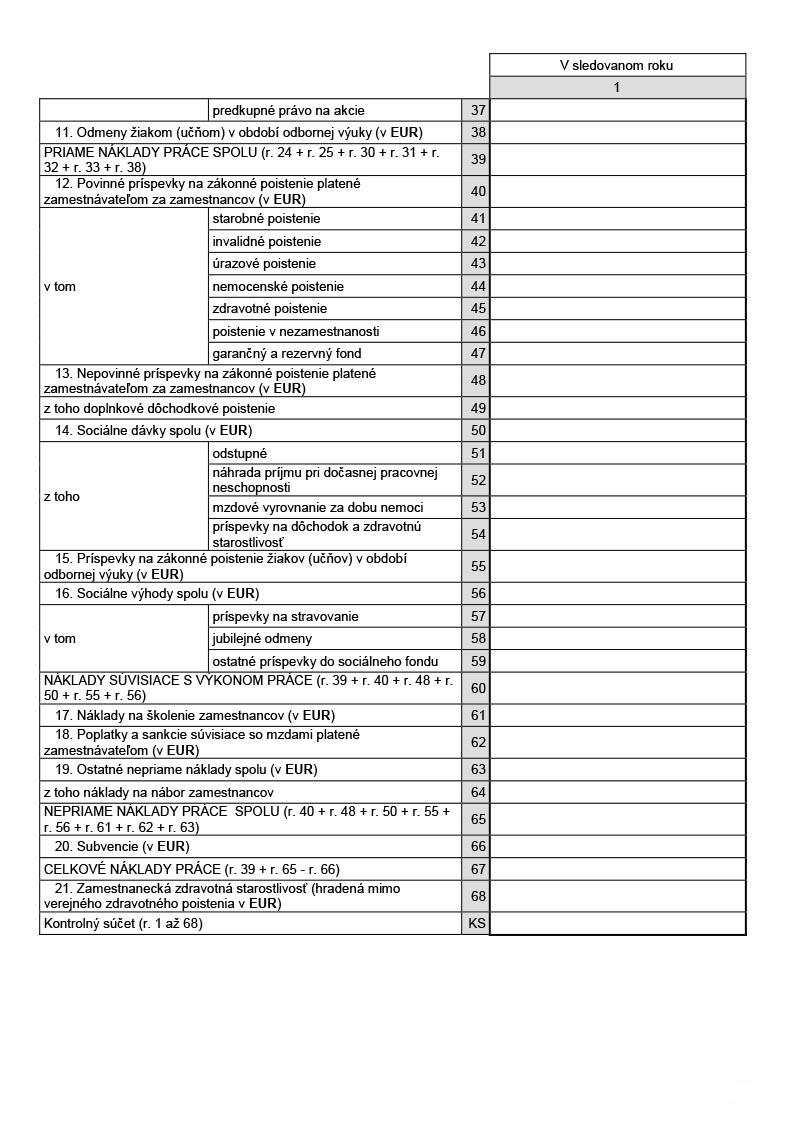 V sledovanom roku
1
predkupné právo na akcie 37
11. Odmeny žiakom (učňom) v období odbornej výuky (v EUR) 38
PRIAME NÁKLADY PRÁCE SPOLU (r. 24 + r. 25 + r. 30 + r. 31 + r.
32 + r. 33 + r. 38) 39
12. Povinné príspevky na zákonné poistenie platené
zamestnávateľom za zamestnancov (v EUR) 40
v tom
starobné poistenie 41
invalidné poistenie 42
úrazové poistenie 43
nemocenské poistenie 44
zdravotné poistenie 45
poistenie v nezamestnanosti 46
garančný a rezervný fond 47
13. Nepovinné príspevky na zákonné poistenie platené
zamestnávateľom za zamestnancov (v EUR) 48
z toho doplnkové dôchodkové poistenie 49
14. Sociálne dávky spolu (v EUR) 50
z toho
odstupné 51
náhrada príjmu pri dočasnej pracovnej
neschopnosti 52
mzdové vyrovnanie za dobu nemoci 53
príspevky na dôchodok a zdravotnú
starostlivosť 54
15. Príspevky na zákonné poistenie žiakov (učňov) v období
odbornej výuky (v EUR) 55
16. Sociálne výhody spolu (v EUR) 56
v tom
príspevky na stravovanie 57
jubilejné odmeny 58
ostatné príspevky do sociálneho fondu 59
NÁKLADY SÚVISIACE S VÝKONOM PRÁCE (r. 39 + r. 40 + r. 48 + r.
50 + r. 55 + r. 56) 60
17. Náklady na školenie zamestnancov (v EUR) 61
18. Poplatky a sankcie súvisiace so mzdami platené
zamestnávateľom (v EUR) 62
19. Ostatné nepriame náklady spolu (v EUR) 63
z toho náklady na nábor zamestnancov 64
NEPRIAME NÁKLADY PRÁCE SPOLU (r. 40 + r. 48 + r. 50 + r. 55 +
r. 56 + r. 61 + r. 62 + r. 63) 65
20. Subvencie (v EUR) 66
CELKOVÉ NÁKLADY PRÁCE (r. 39 + r. 65 - r. 66) 67
21. Zamestnanecká zdravotná starostlivosť (hradená mimo
verejného zdravotného poistenia v EUR) 68
Kontrolný súčet (r. 1 až 68) KS